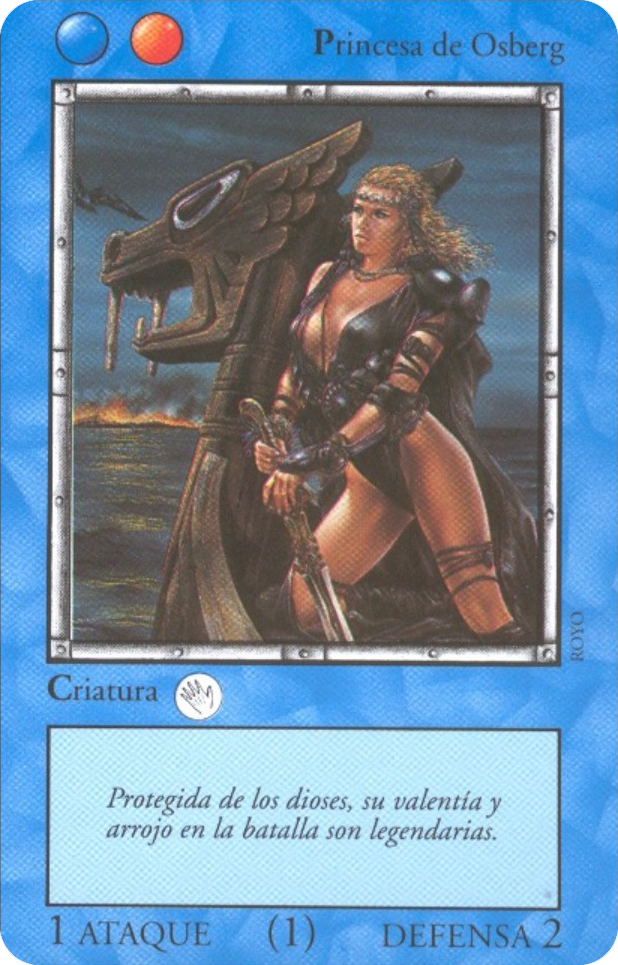 Princesa de Osberg
ROYO
Criatura
Protegida de los dioses, su valentía y
arrojo en la batalla son legendarias.
1 ATAQUE (1) DEFENSA 2